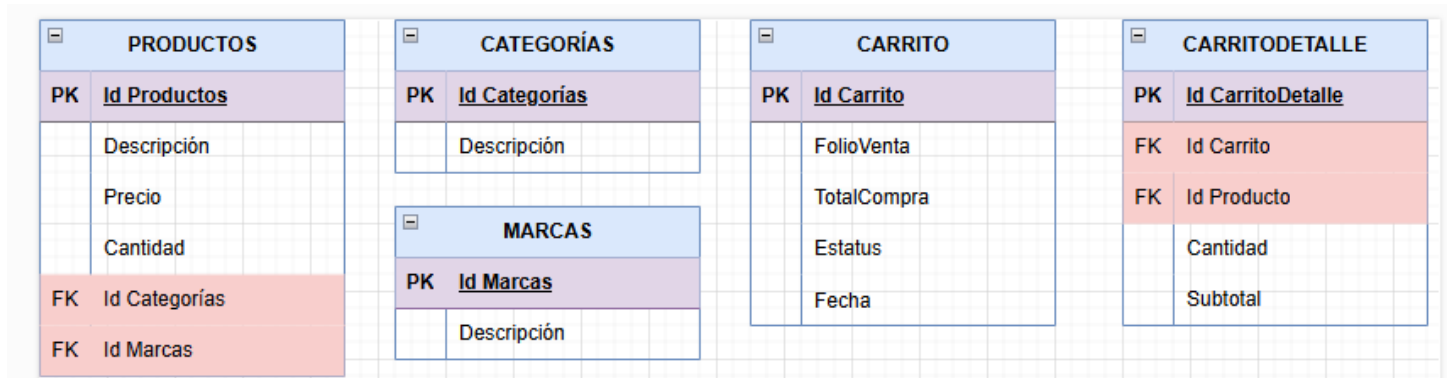 PRODUCTOS
PK Id Productos
Descripción
Precio
Cantidad
FK Id Categorías
FK Id Marcas
CATEGORÍAS
PK Id Categorías
Descripción
MARCAS
PK Id Marcas
Descripción
CARRITO
PK Id Carrito
FolioVenta
TotalCompra
Estatus
Fecha
CARRITODETALLE
PK Id CarritoDetalle
FK Id Carrito
FK Id Producto
Cantidad
Subtotal